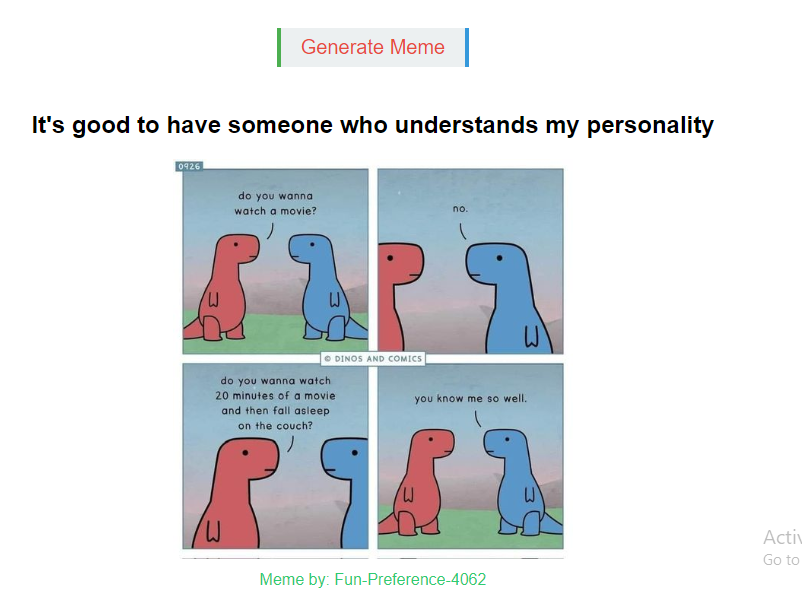 Generate Meme
It's good to have someone who understands my personality
0926
do you wanna
watch a movie?
no.
© DINOS AND COMICS
do you wanna watch
20 minutes of a movie
and then fall asleep
on the couch?
you know me so well.
Meme by: Fun-Preference-4062
Go to